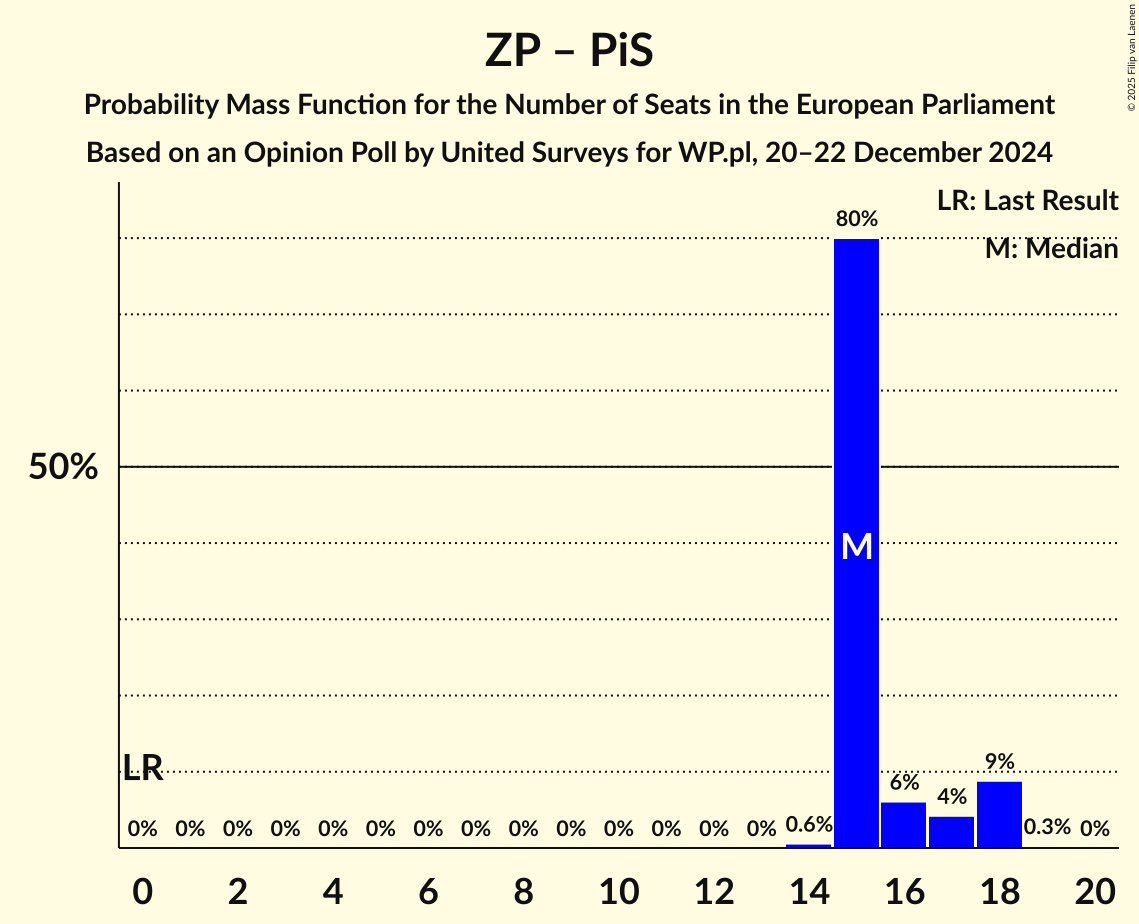 ZP – PiS
Probability Mass Function for the Number of Seats in the European Parliament
Based on an Opinion Poll by United Surveys for WP.pl, 20–22 December 2024
© 2025 Filip van Laenen
LR: Last Result
M: Median
80%
50%
M
LR
0% 0% 0% 0% 0% 0% 0% 0% 0% 0% 0% 0% 0% 0% 0.6% 6% 4% 9% 0.3% 0%
0 2 4 6 8 10 12 14 16 18 20